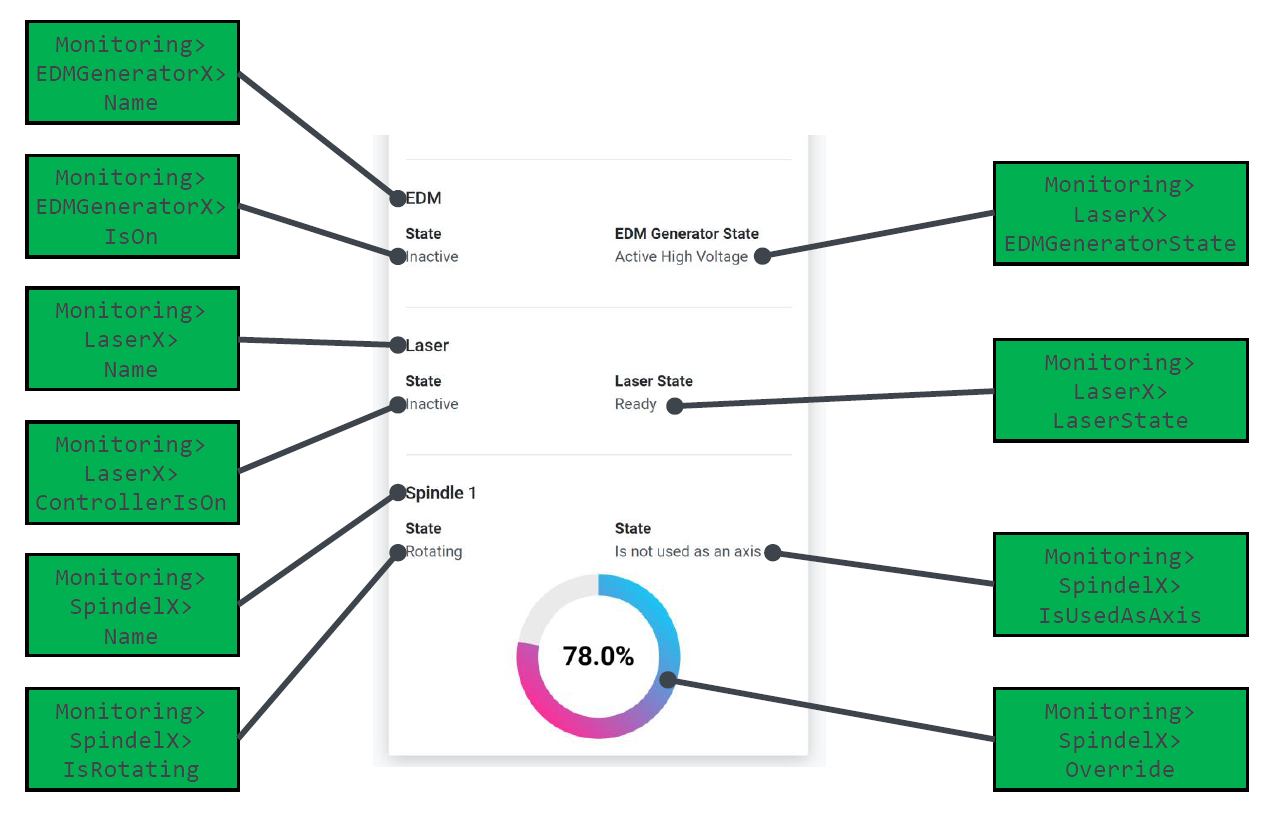 Monitoring>
EDMGeneratorX>
Name
Monitoring>
EDMGeneratorX>
IsOn
Monitoring>
LaserX>
Name
Monitoring>
LaserX>
ControllerIsOn
Monitoring>
SpindelX>
Name
Monitoring>
SpindelX>
IsRotating
EDM
State
EDM Generator State
Inactive
Active High Voltage
Laser
State
Laser State
Inactive
Ready
Spindle 1
State
State
Rotating
Is not used as an axis
78.0%
Monitoring>
LaserX>
EDMGeneratorState
Monitoring>
LaserX>
LaserState
Monitoring>
SpindelX>
IsUsedAsAxis
Monitoring>
SpindelX>
Override